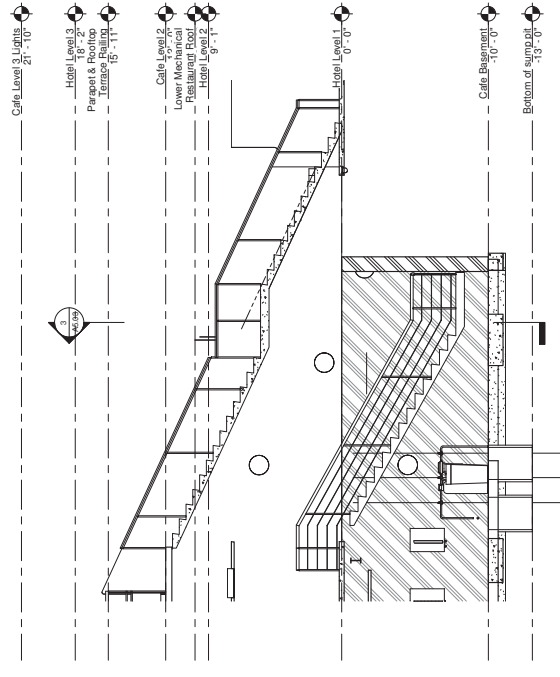 Cafe Level 3 Lights
21' - 10"
Hotel Level 3
18' - 2"
Parapet & Rooftop
Terrace Railing
15' - 11"
Cafe Level 2
12' - 0"
Lower Mechanical
Restaurant Roof
Hotel Level 2
9' - 1"
Hotel Level 1
0' - 0"
Cafe Basement
-10' - 0"
Bottom of sump pit
-13' - 0"
3